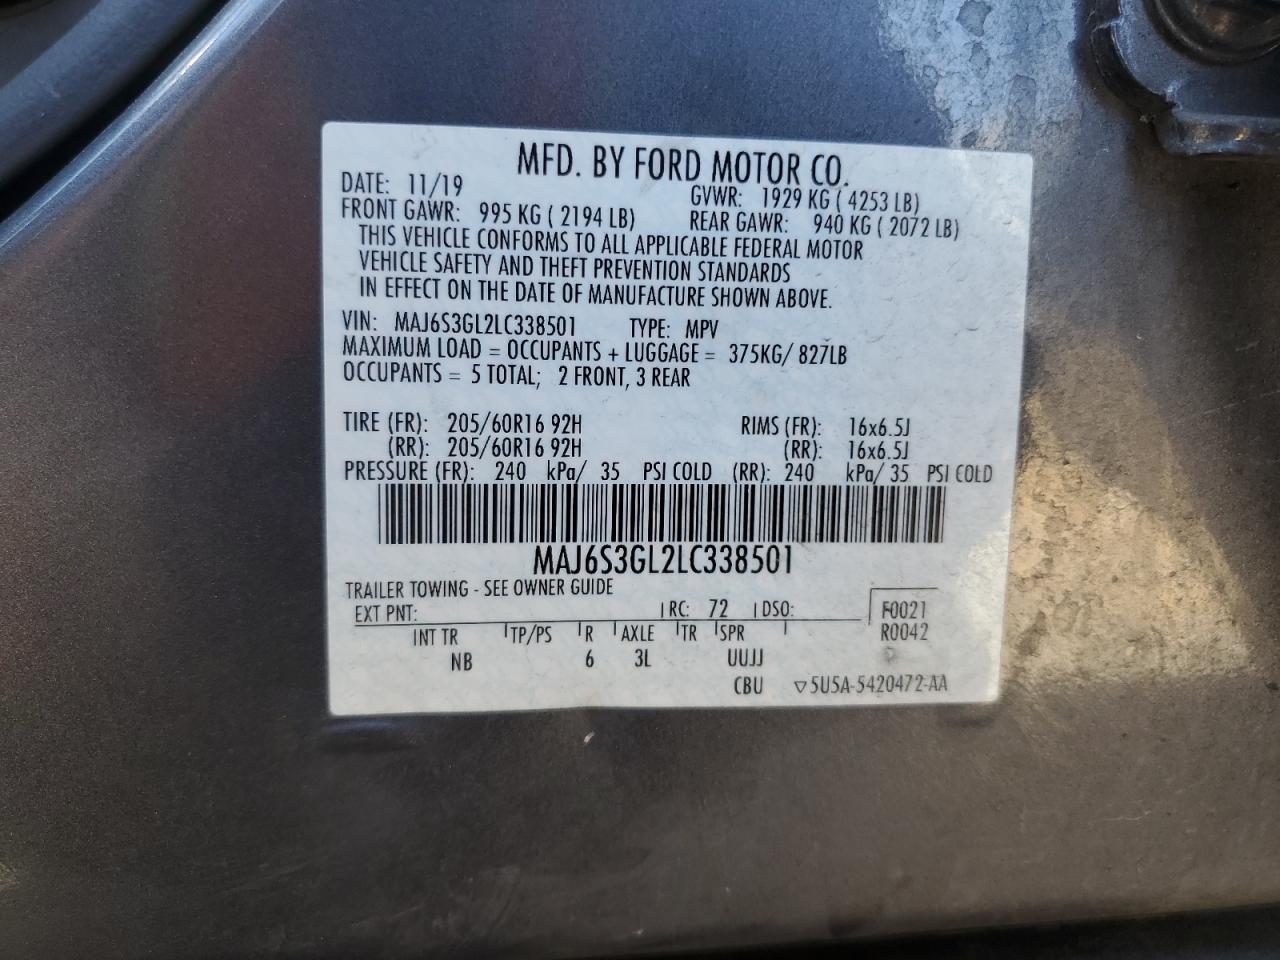 MFD. BY FORD MOTOR CO.
DATE: 11/19 GVWR: 1929 KG ( 4253 LB)
FRONT GAWR: 995 KG ( 2194 LB) REAR GAWR: 940 KG ( 2072 LB)
THIS VEHICLE CONFORMS TO ALL APPLICABLE FEDERAL MOTOR
VEHICLE SAFETY AND THEFT PREVENTION STANDARDS
IN EFFECT ON THE DATE OF MANUFACTURE SHOWN ABOVE.
VIN: MAJ6S3GL2LC338501 TYPE: MPV
MAXIMUM LOAD = OCCUPANTS + LUGGAGE = 375KG/ 827LB
OCCUPANTS = 5 TOTAL; 2 FRONT, 3 REAR
TIRE (FR): 205/60R16 92H RIMS (FR): 16x6.5J
(RR): 205/60R16 92H (RR): 16x6.5J
PRESSURE (FR): 240 kPa/ 35 PSI COLD (RR): 240 kPa/ 35 PSI COLD
MAJ6S3GL2LC338501
TRAILER TOWING - SEE OWNER GUIDE
EXT PNT: RC: 72 DSO: F0021
INT TR TP/PS R AXLE TR SPR R0042
NB 6 3L UUJJ
CBU ▽5U5A-5420472-AA